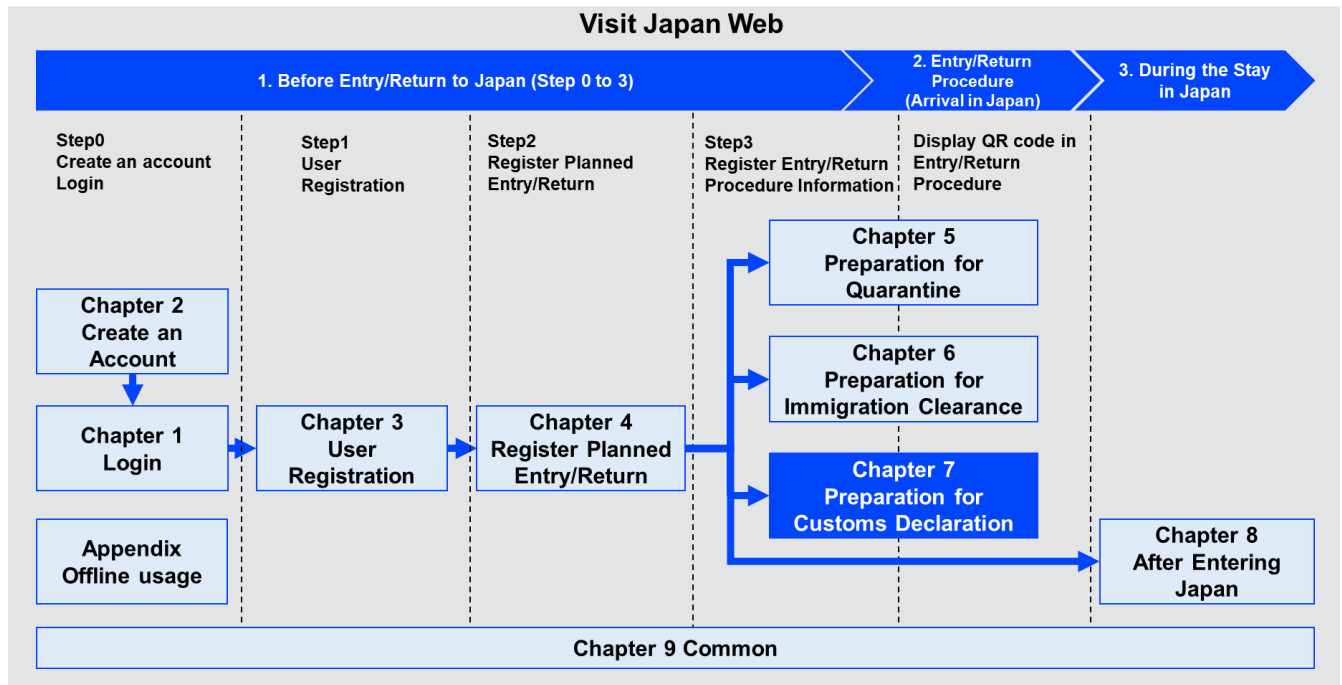 Visit Japan Web
1. Before Entry/Return to Japan (Step 0 to 3)
2. Entry/Return
Procedure
(Arrival in Japan)
3. During the Stay
in Japan
Step0
Create an account
Login
Step1
User
Registration
Step2
Register Planned
Entry/Return
Step3
Register Entry/Return
Procedure Information
Display QR code in
Entry/Return
Procedure
Chapter 5
Preparation for
Quarantine
Chapter 2
Create an
Account
Chapter 6
Preparation for
Immigration Clearance
Chapter 1
Login
Chapter 3
User
Registration
Chapter 4
Register Planned
Entry/Return
Chapter 7
Preparation for
Customs Declaration
Appendix
Offline usage
Chapter 8
After Entering
Japan
Chapter 9 Common